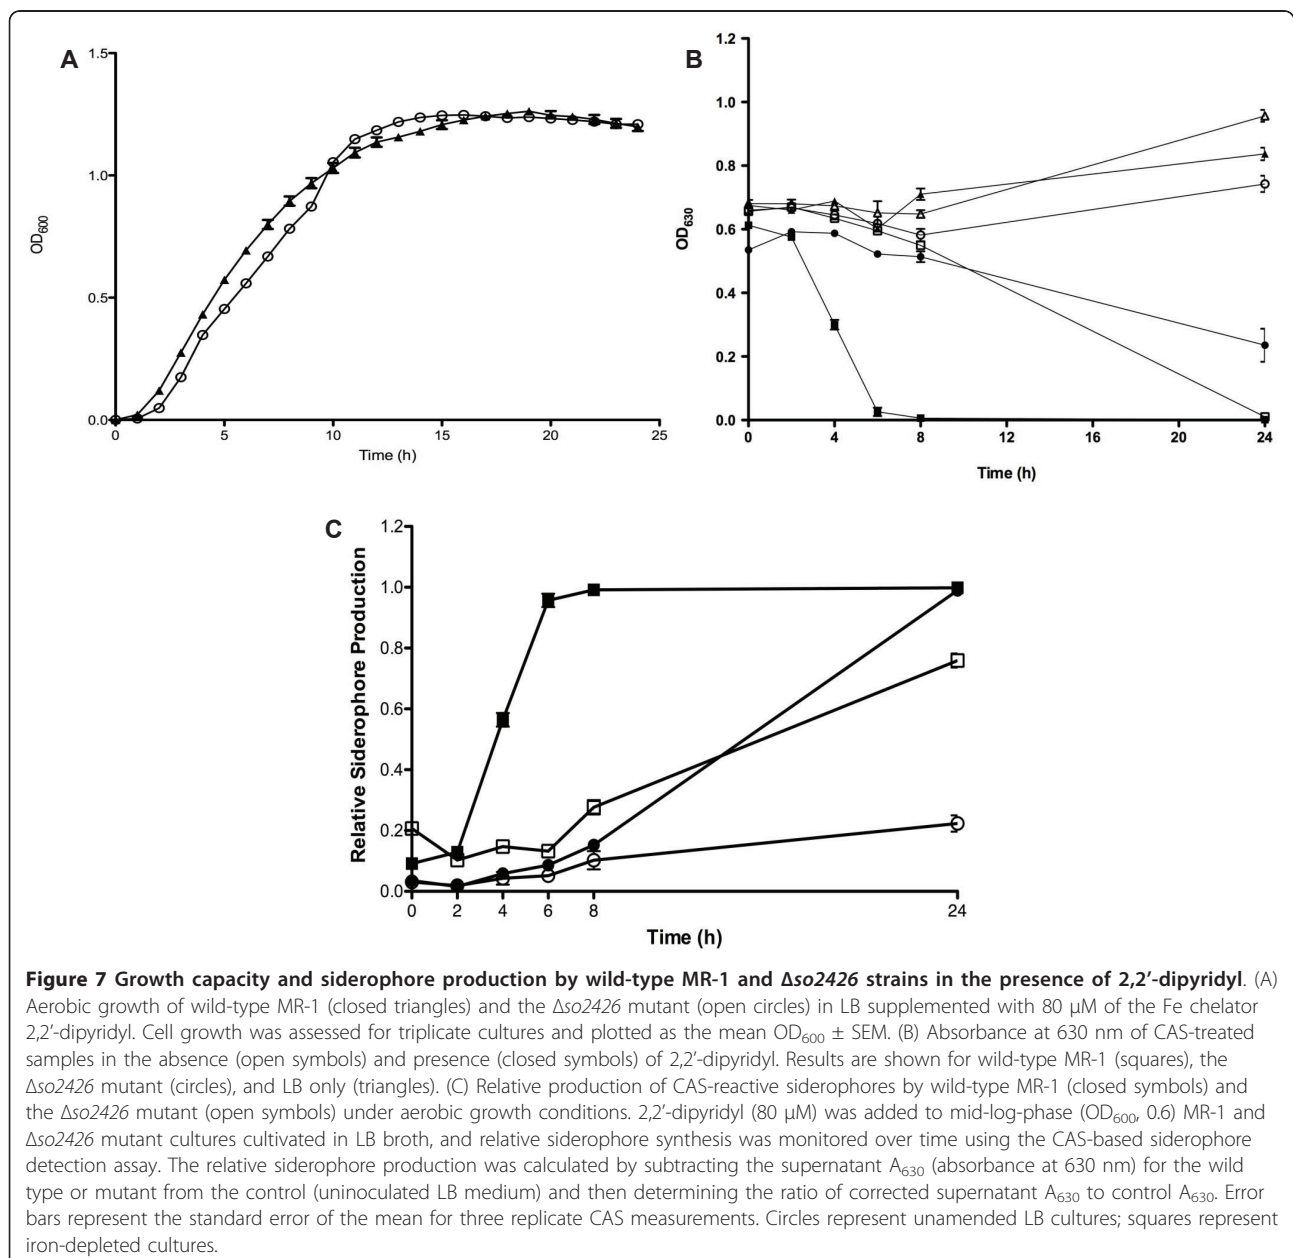 A
1.5
1.0
0.5
0.0
OD600
0
5
10
15
20
25
Time (h)
B
1.2
1.0
0.8
0.6
0.4
0.2
0.0
OD630
0
4
8
12
16
20
24
Time (h)
C
1.2
1.0
0.8
0.6
0.4
0.2
0.0
Relative Siderophore Production
0
2
4
6
8
24
Time (h)
Figure 7 Growth capacity and siderophore production by wild-type MR-1 and Δso2426 strains in the presence of 2,2’-dipyridyl. (A)
Aerobic growth of wild-type MR-1 (closed triangles) and the Δso2426 mutant (open circles) in LB supplemented with 80 μM of the Fe chelator
2,2’-dipyridyl. Cell growth was assessed for triplicate cultures and plotted as the mean OD600 ± SEM. (B) Absorbance at 630 nm of CAS-treated
samples in the absence (open symbols) and presence (closed symbols) of 2,2’-dipyridyl. Results are shown for wild-type MR-1 (squares), the
Δso2426 mutant (circles), and LB only (triangles). (C) Relative production of CAS-reactive siderophores by wild-type MR-1 (closed symbols) and
the Δso2426 mutant (open symbols) under aerobic growth conditions. 2,2’-dipyridyl (80 μM) was added to mid-log-phase (OD600, 0.6) MR-1 and
Δso2426 mutant cultures cultivated in LB broth, and relative siderophore synthesis was monitored over time using the CAS-based siderophore
detection assay. The relative siderophore production was calculated by subtracting the supernatant A630 (absorbance at 630 nm) for the wild
type or mutant from the control (uninoculated LB medium) and then determining the ratio of corrected supernatant A630 to control A630. Error
bars represent the standard error of the mean for three replicate CAS measurements. Circles represent unamended LB cultures; squares represent
iron-depleted cultures.